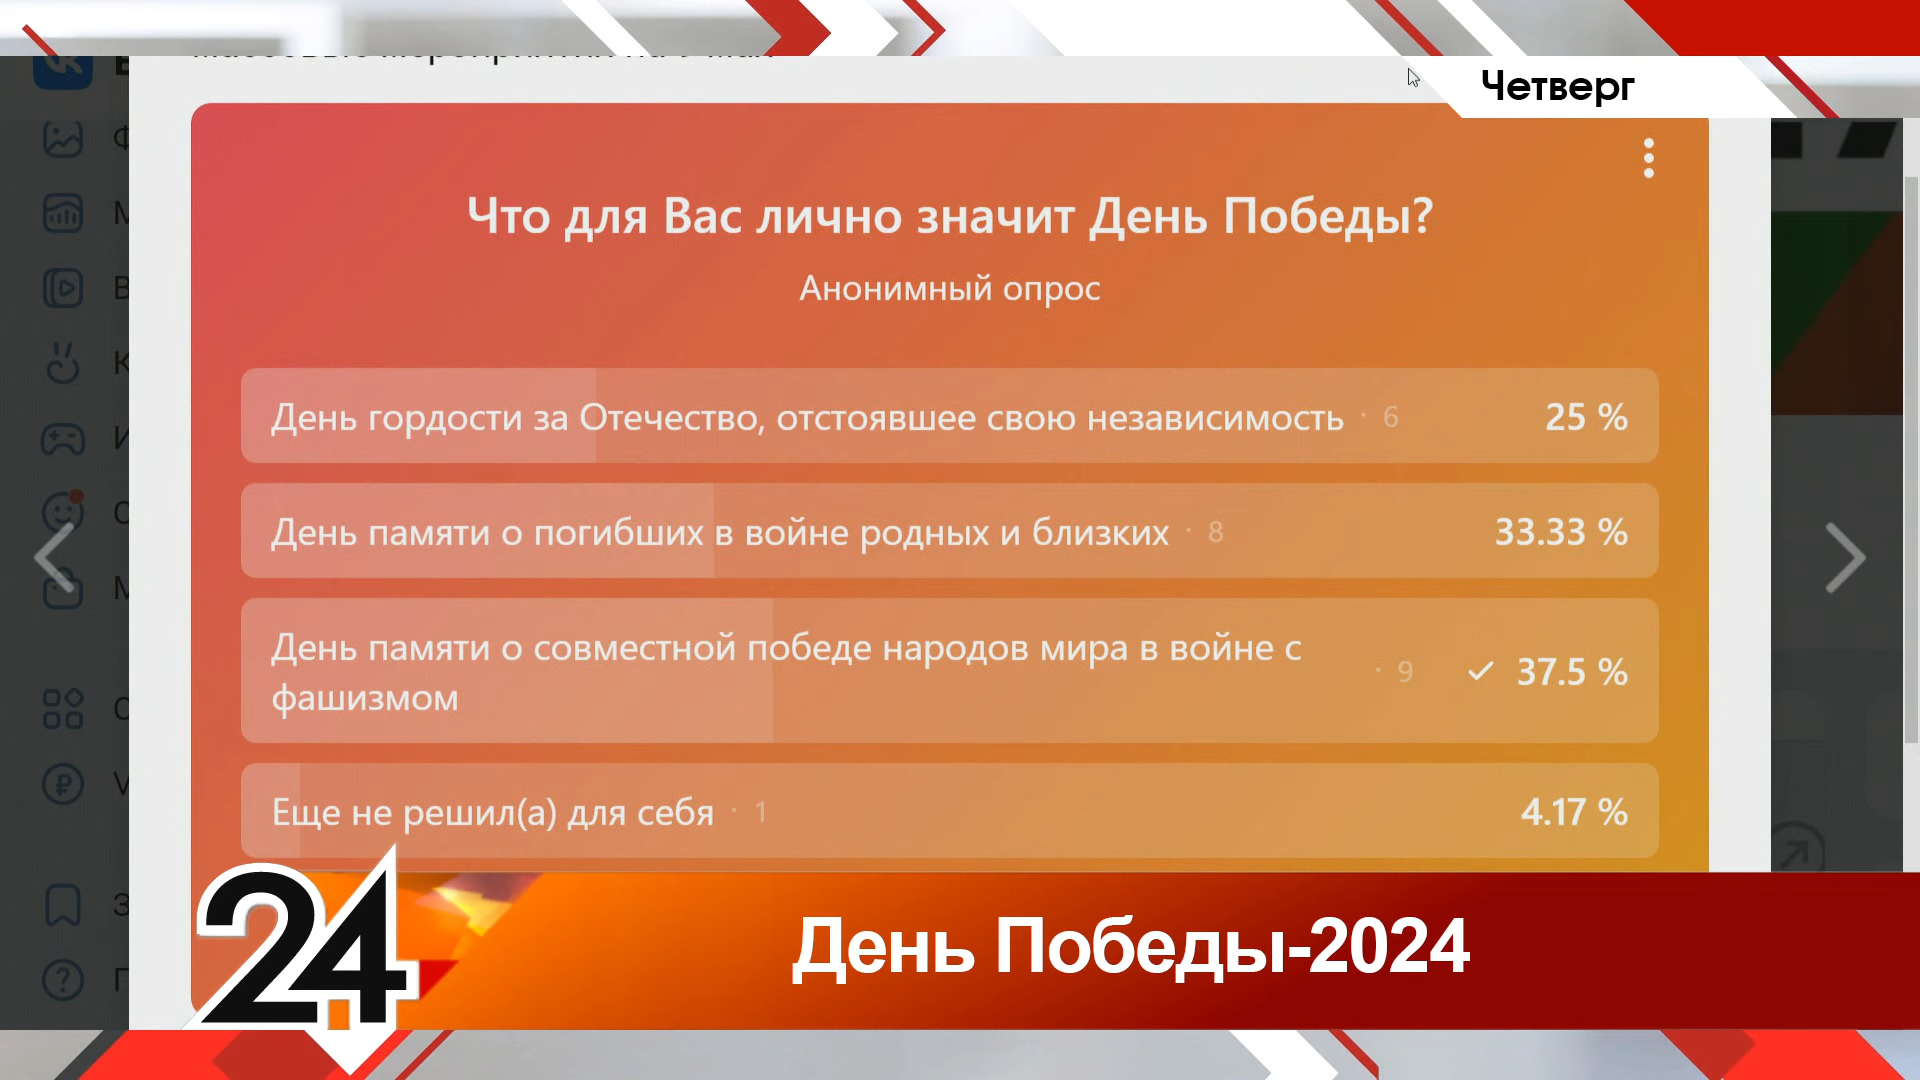 Четверг
Что для Вас лично значит День Победы?
Анонимный опрос
День гордости за Отечество, отстоявшее свою независимость · 6 25 %
День памяти о погибших в войне родных и близких · 8 33.33 %
День памяти о совместной победе народов мира в войне с
фашизмом · 9 37.5 %
Еще не решил(а) для себя · 1 4.17 %
24
День Победы-2024